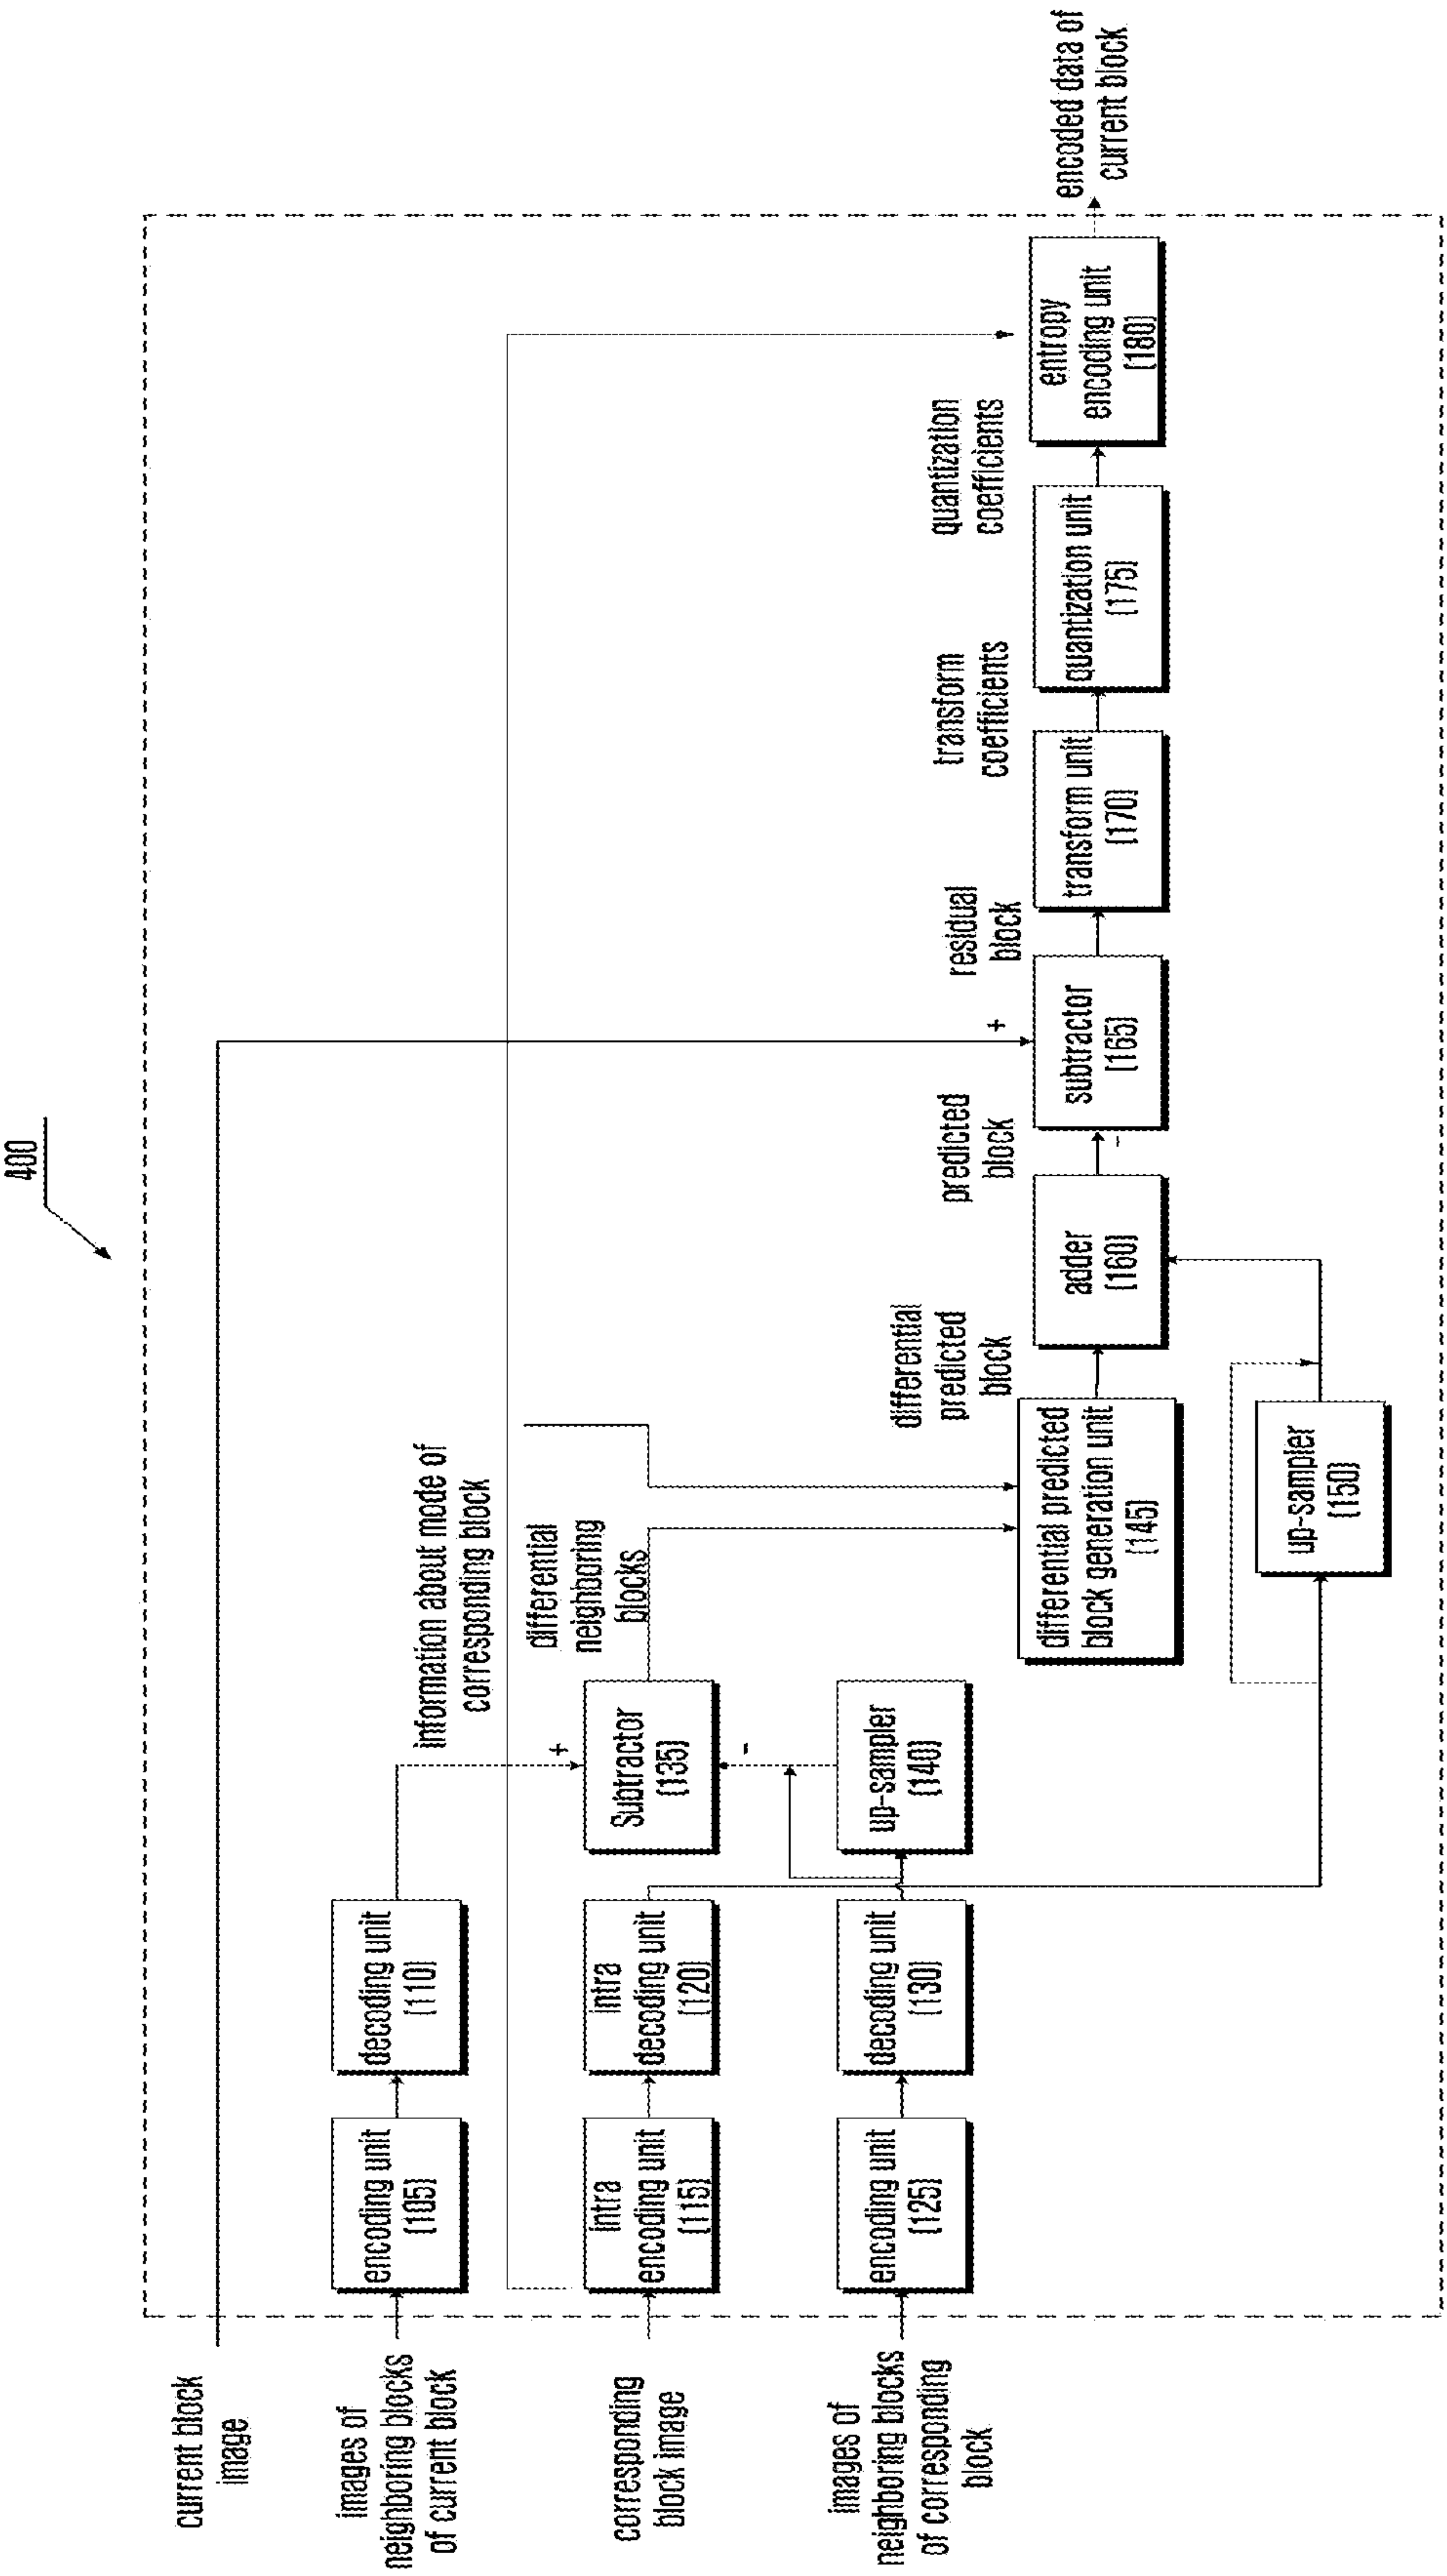 400
current block
image
images of
neighboring blocks
of current block
corresponding
block image
images of
neighboring blocks
of corresponding
block
encoding unit
(105)
decoding unit
(110)
intra
encoding unit
(115)
intra
decoding unit
(120)
encoding unit
(125)
decoding unit
(130)
information about mode of
corresponding block
+
Subtractor
(135)
-
up-sampler
(140)
differential
neighboring
blocks
differential predicted
block generation unit
(145)
up-sampler
(150)
differential
predicted
block
adder
(160)
predicted
block
-
+
subtractor
(165)
residual
block
transform unit
(170)
transform
coefficients
quantization unit
(175)
quantization
coefficients
entropy
encoding unit
(180)
encoded data of
current block